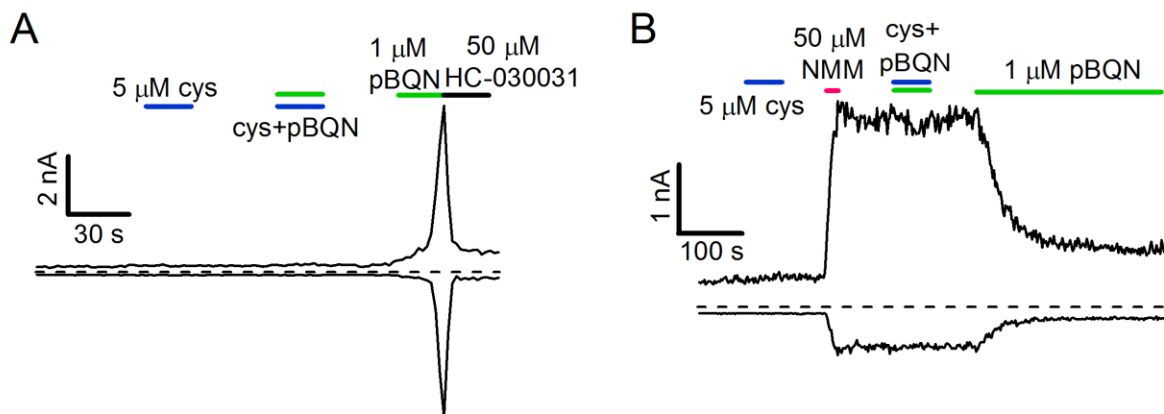 A
5 μM cys
cys+pBQN
1 μM
pBQN
50 μM
HC-030031
2 nA
30 s
B
5 μM cys
50 μM
NMM
cys+
pBQN
1 μM pBQN
1 nA
100 s